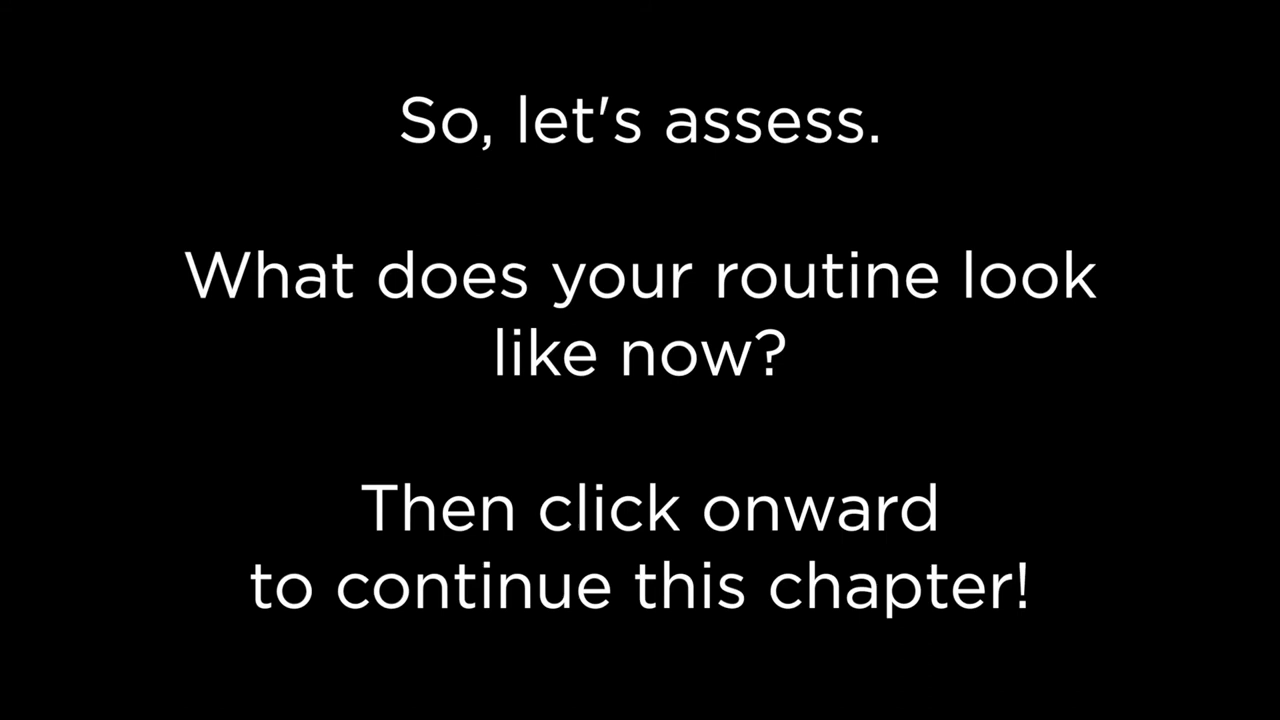 So, let's assess.
What does your routine look
like now?
Then click onward
to continue this chapter!